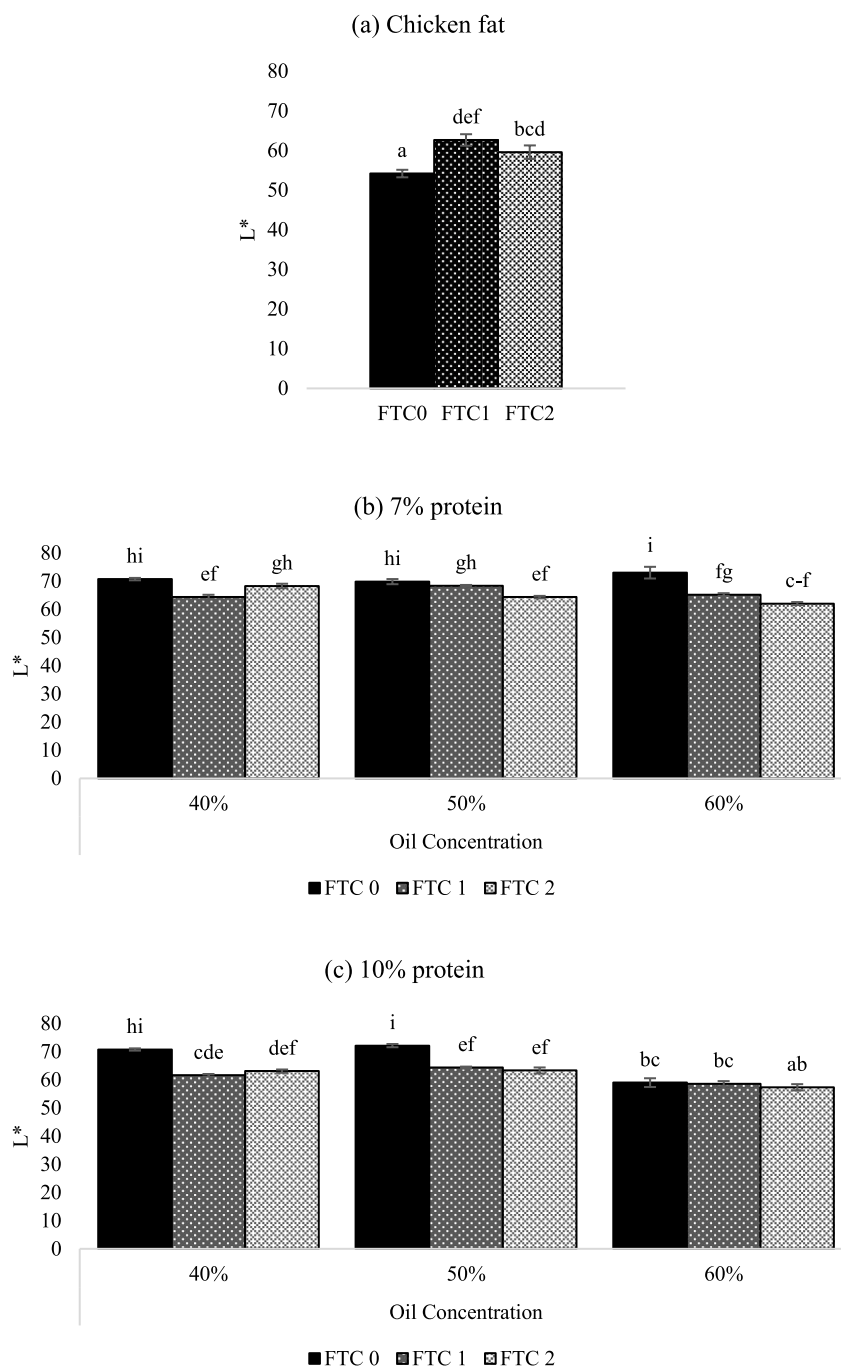 (a) Chicken fat
80
70
60
50
40
30
20
10
0
L*
a
def
bcd
FTC0 FTC1 FTC2
(b) 7% protein
80
70
60
50
40
30
20
10
0
L*
hi
ef
gh
hi
gh
ef
i
fg
c-f
40% 50% 60%
Oil Concentration
FTC 0 FTC 1 FTC 2
(c) 10% protein
80
70
60
50
40
30
20
10
0
L*
hi
cde
def
i
ef
ef
bc
bc
ab
40% 50% 60%
Oil Concentration
FTC 0 FTC 1 FTC 2